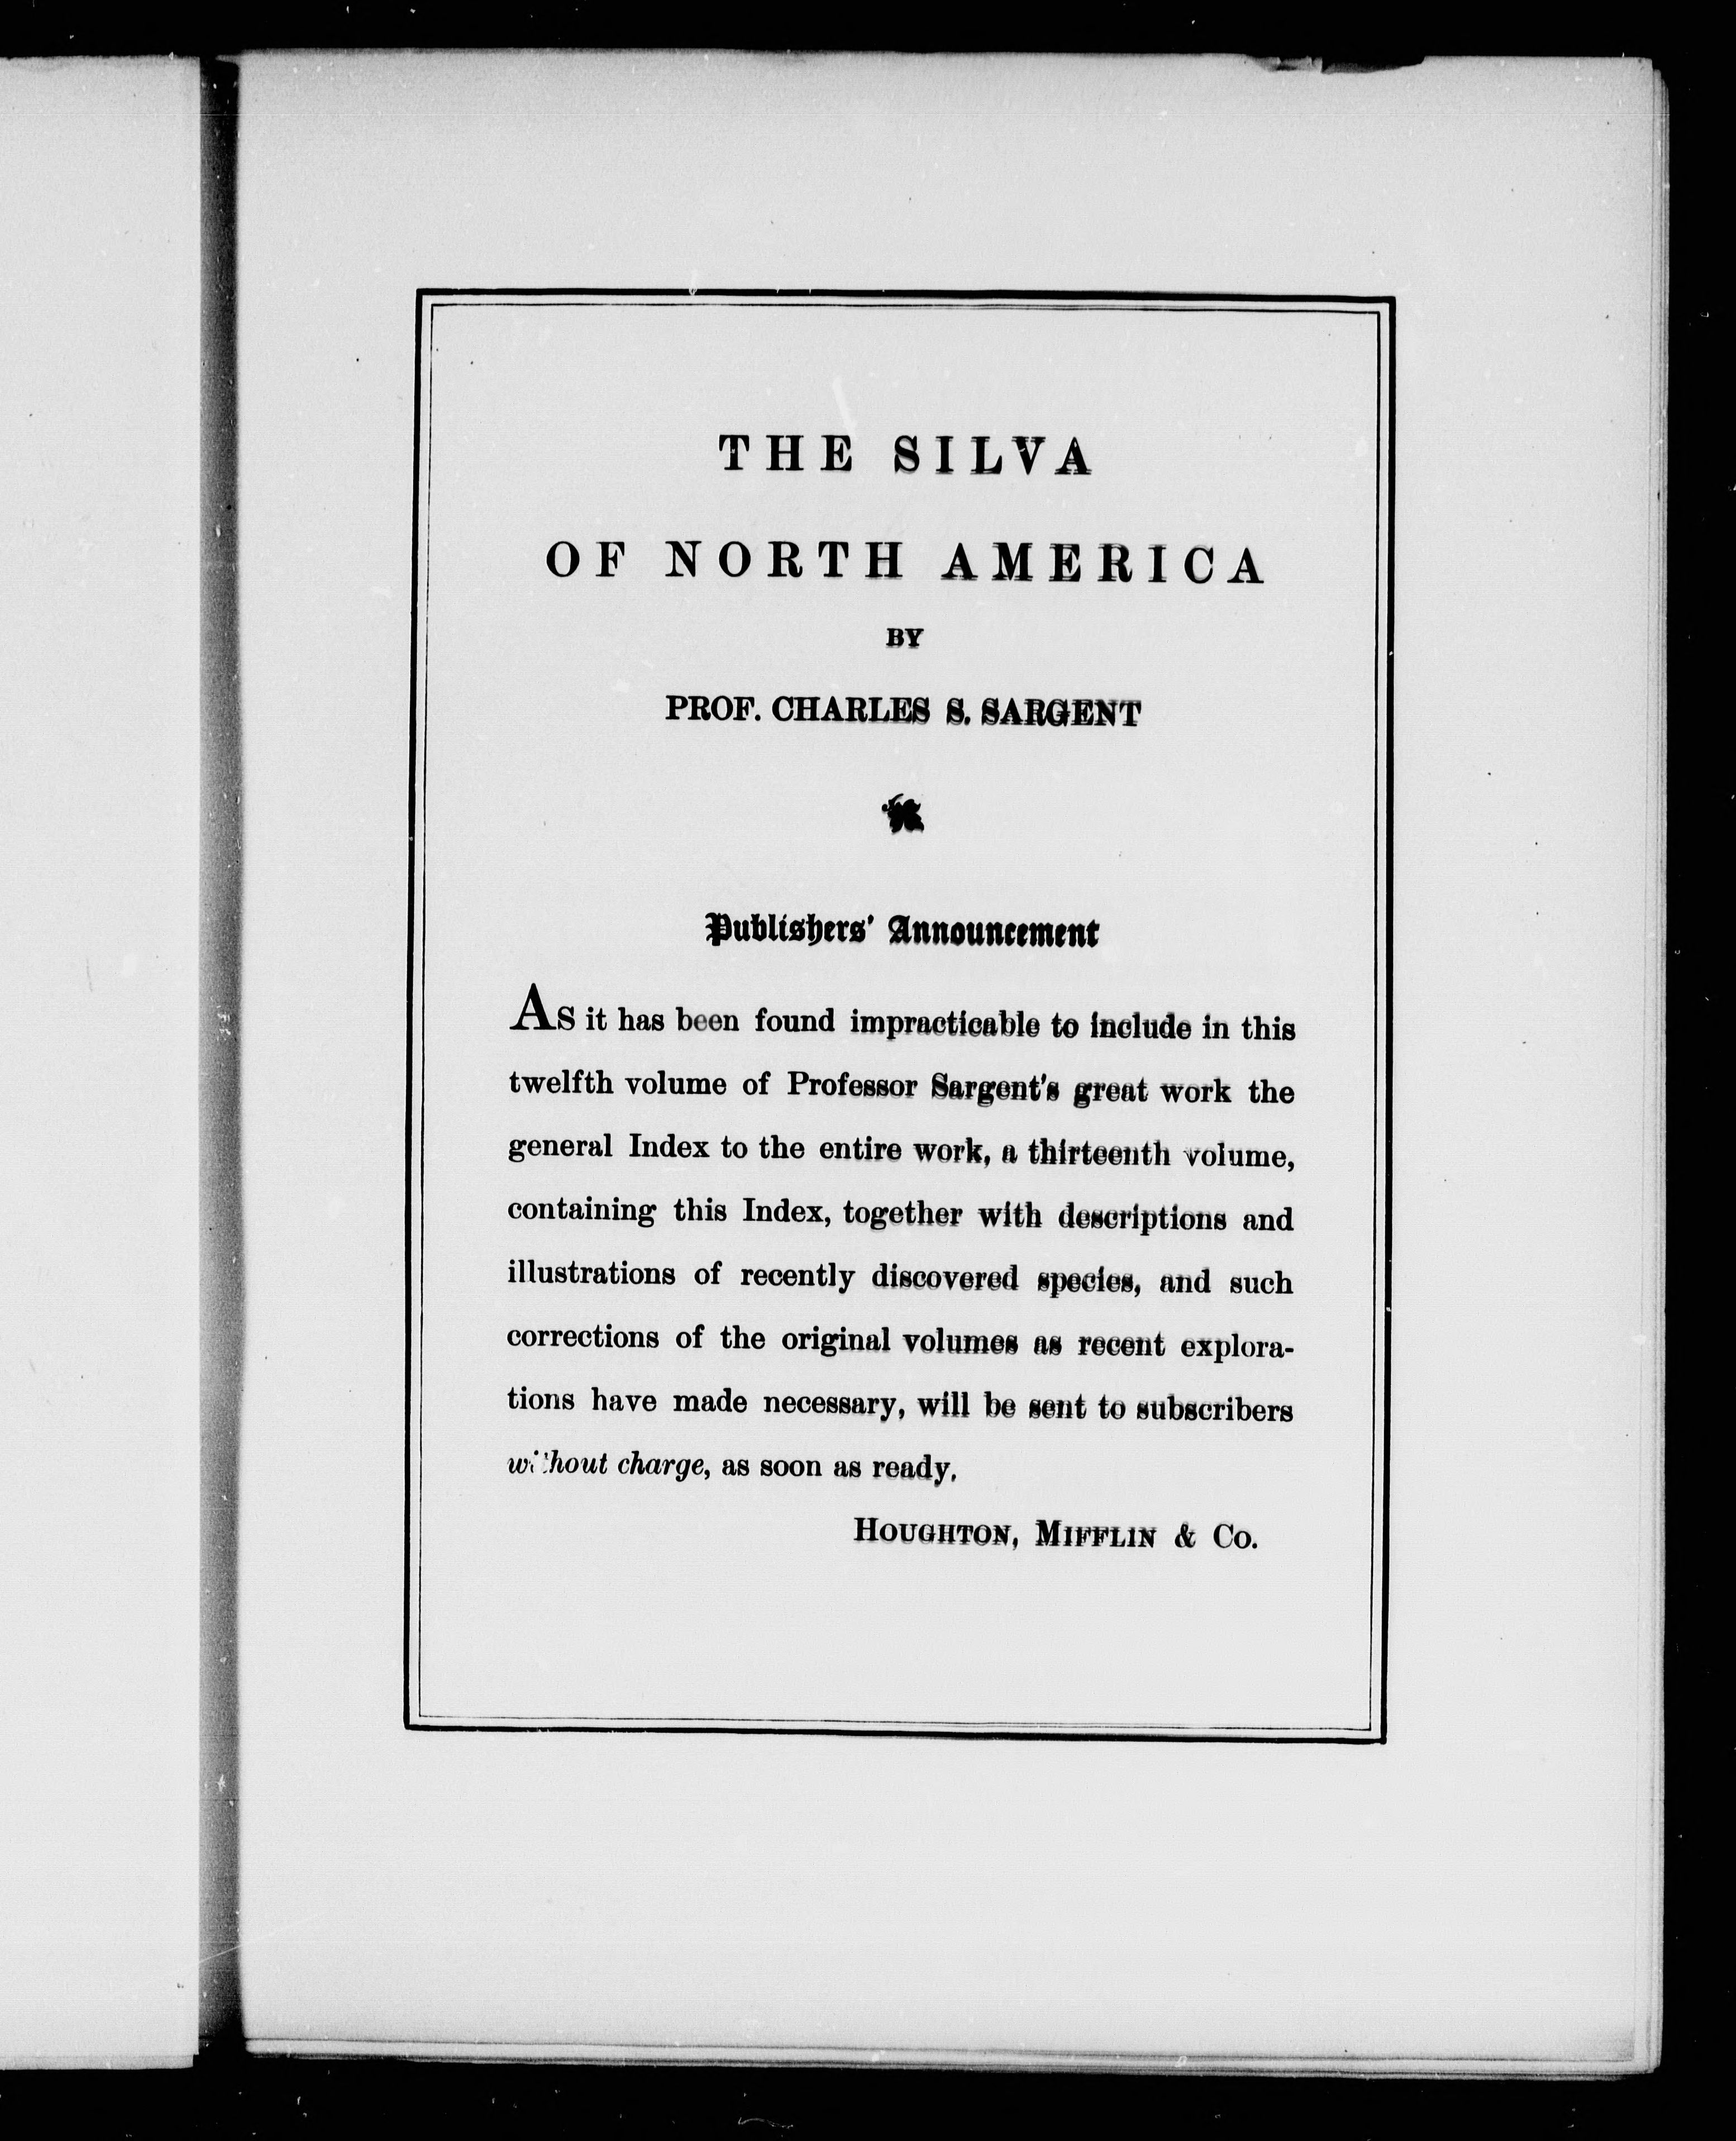 THE SILVA
OF NORTH AMERICA
BY
PROF. CHARLES S. SARGENT
Publishers' Announcement
As it has been found impracticable to include in this
twelfth volume of Professor Sargent's great work the
general Index to the entire work, a thirteenth volume,
containing this Index, together with descriptions and
illustrations of recently discovered species, and such
corrections of the original volumes as recent explora-
tions have made necessary, will be sent to subscribers
without charge, as soon as ready.
HOUGHTON, MIFFLIN & CO.